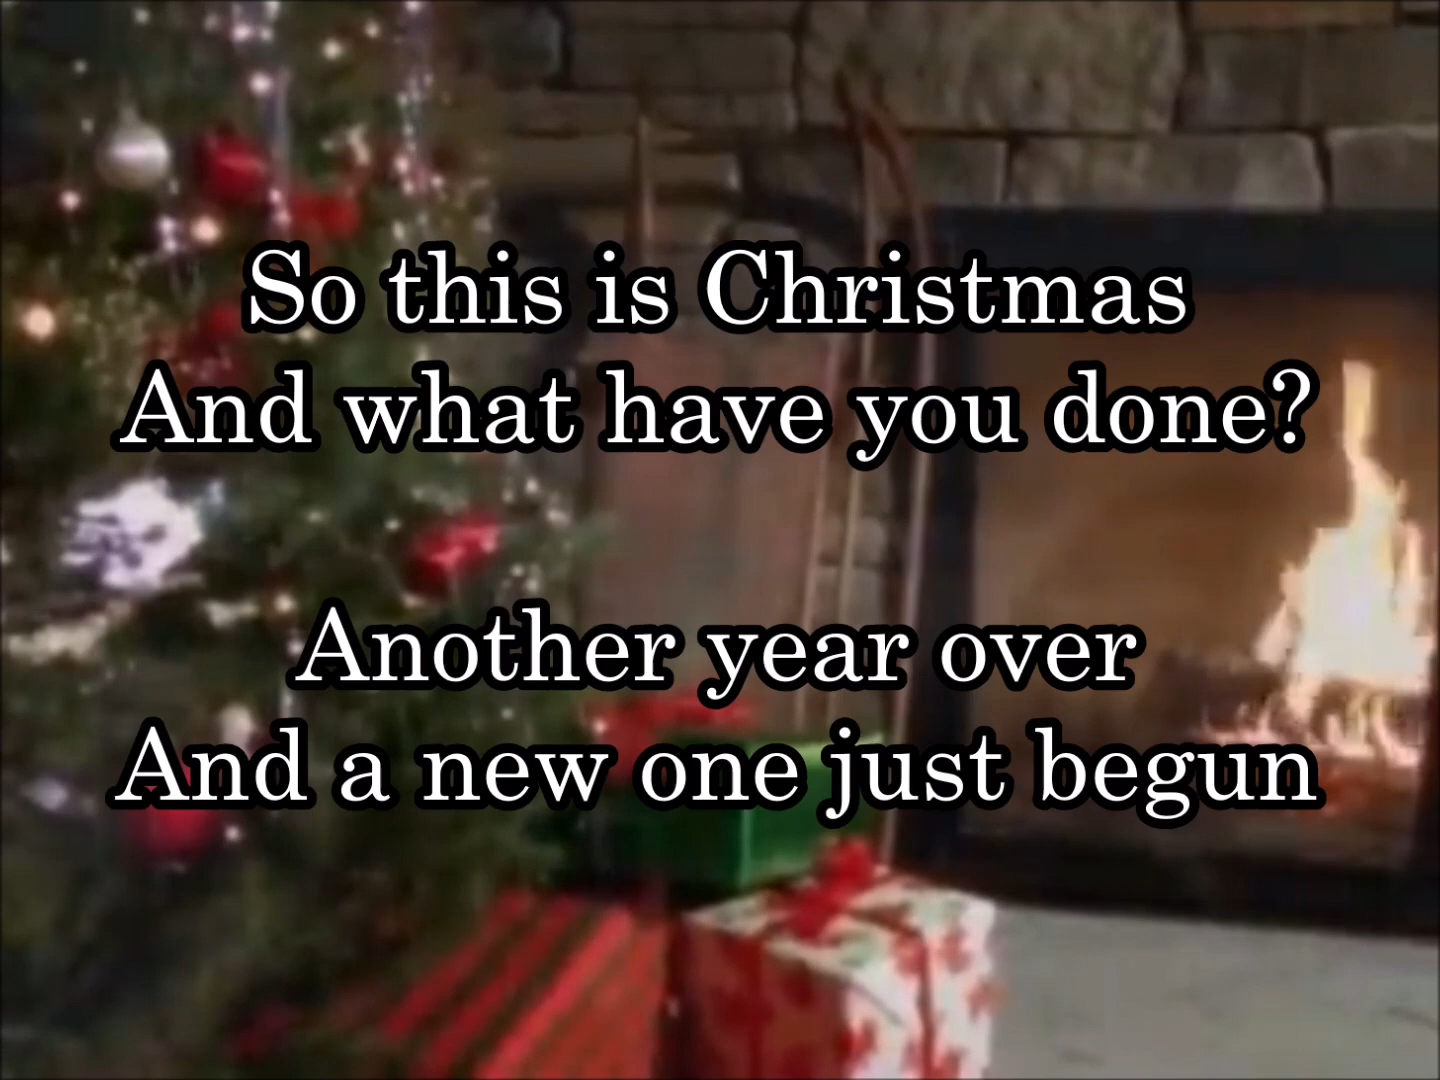 So this is Christmas
And what have you done?
Another year over
And a new one just begun